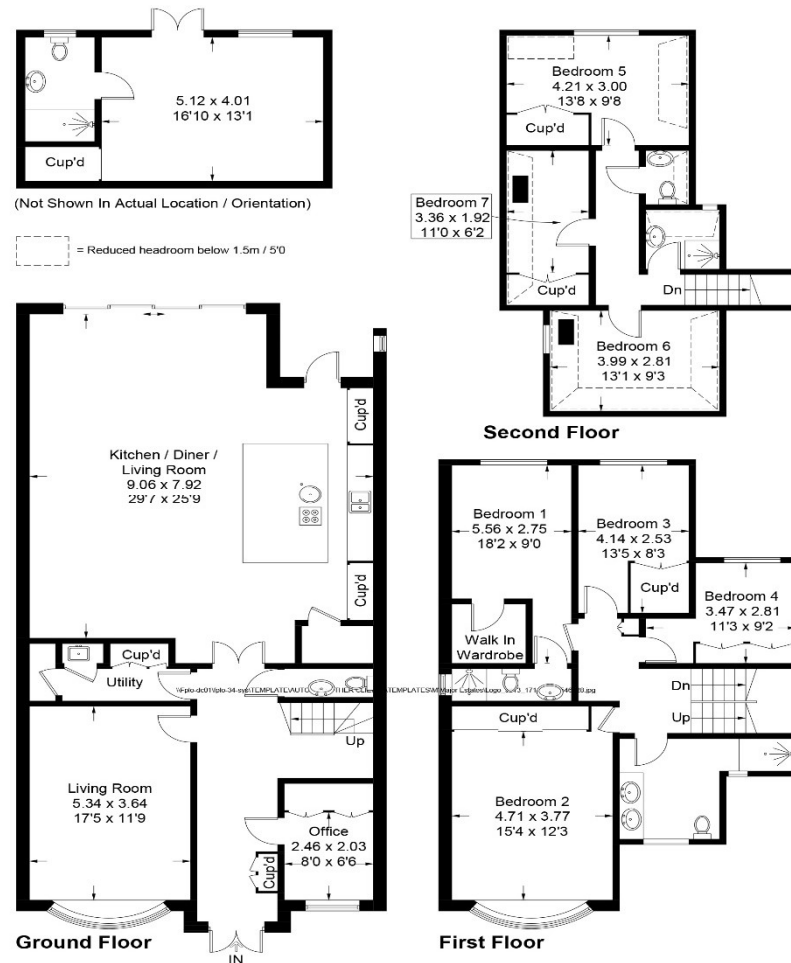 5.12 x 4.01
16'10 x 13'1
Cup'd
(Not Shown In Actual Location / Orientation)
= Reduced headroom below 1.5m / 5'0
Bedroom 5
4.21 x 3.00
13'8 x 9'8
Cup'd
Bedroom 7
3.36 x 1.92
11'0 x 6'2
Cup'd
Dn
Bedroom 6
3.99 x 2.81
13'1 x 9'3
Second Floor
Kitchen / Diner /
Living Room
9.06 x 7.92
29'7 x 25'9
Cup'd
Cup'd
Cup'd
Utility
Up
Living Room
5.34 x 3.64
17'5 x 11'9
Office
2.46 x 2.03
8'0 x 6'6
Cup'd
IN
Ground Floor
Bedroom 1
5.56 x 2.75
18'2 x 9'0
Walk In
Wardrobe
Bedroom 3
4.14 x 2.53
13'5 x 8'3
Cup'd
Bedroom 4
3.47 x 2.81
11'3 x 9'2
Dn
Up
Cup'd
Bedroom 2
4.71 x 3.77
15'4 x 12'3
First Floor